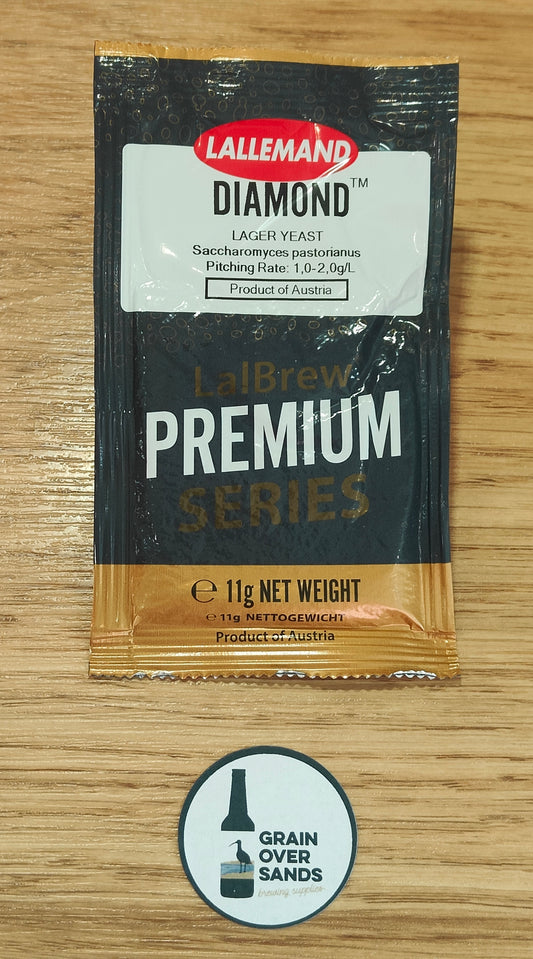 LALLEMAND
DIAMOND™
LAGER YEAST
Saccharomyces pastorianus
Pitching Rate: 1,0-2,0g/L
Product of Austria
LalBrew
PREMIUM
SERIES
℮ 11g NET WEIGHT
℮ 11g NETTOGEWICHT
Product of Austria
GRAIN
OVER
SANDS
brewing supplies